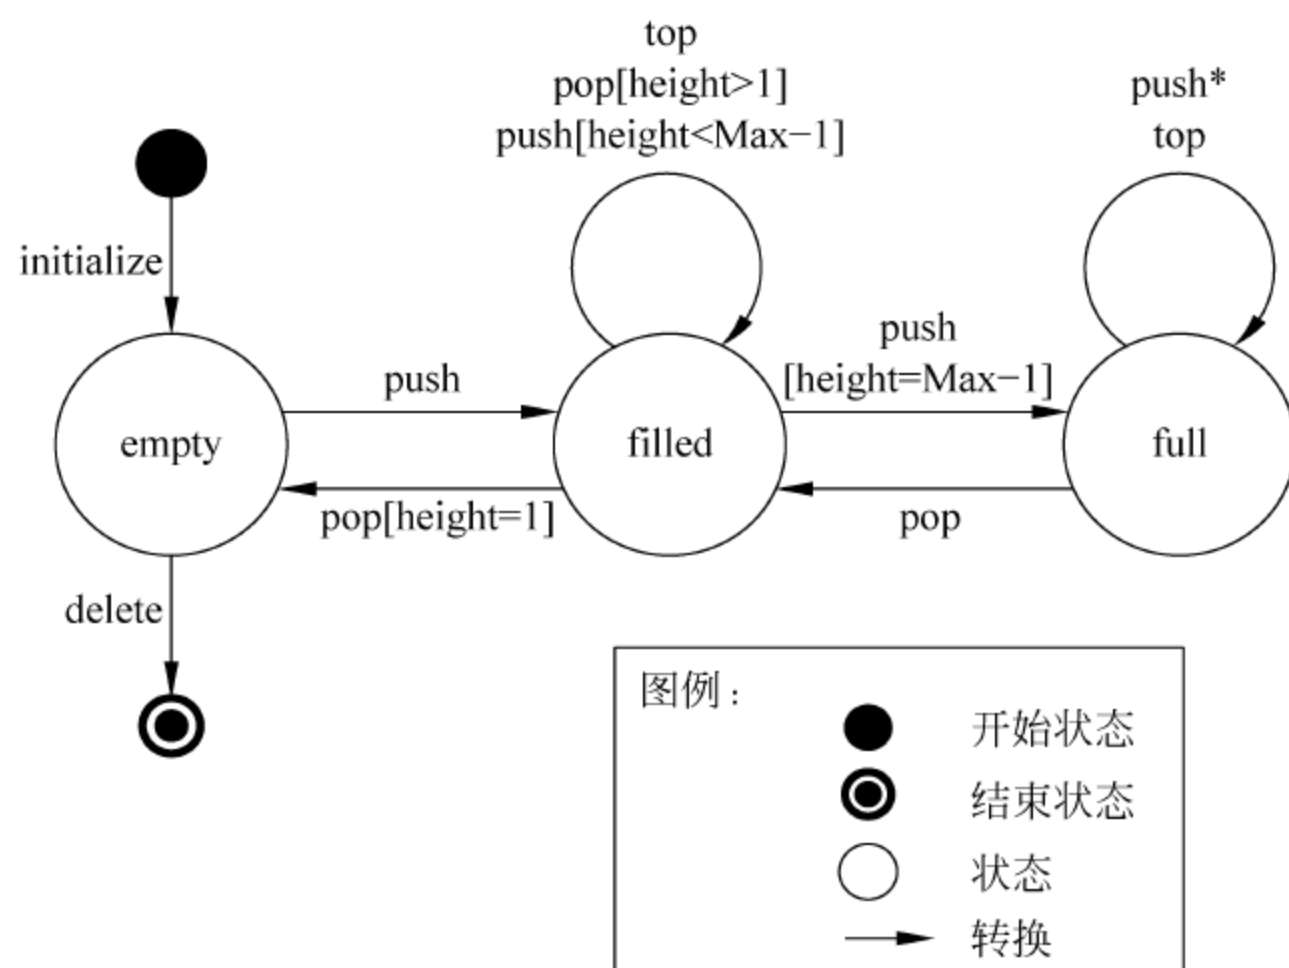 top
pop[height>1]
push[height<Max−1]
push*
top
initialize
push
push
[height=Max−1]
empty
filled
full
pop[height=1]
pop
delete
图例：
开始状态
结束状态
状态
转换